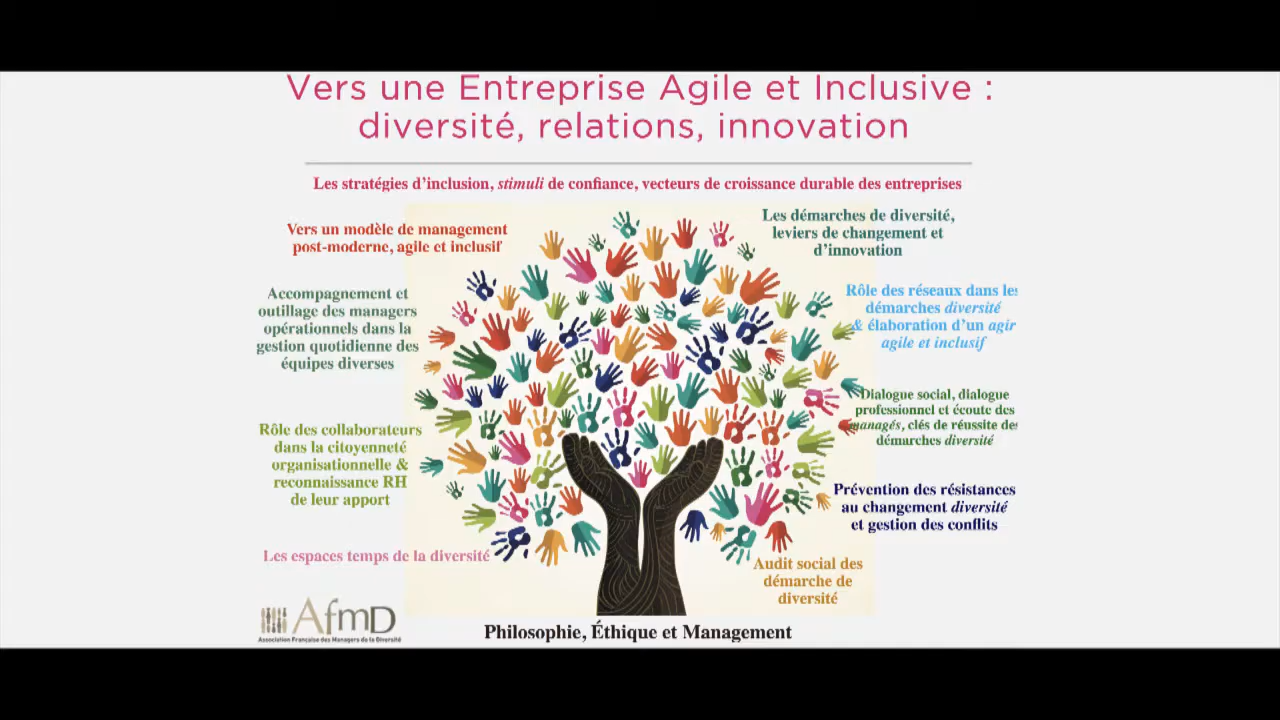 Vers une Entreprise Agile et Inclusive :
diversité, relations, innovation
Les stratégies d'inclusion, stimuli de confiance, vecteurs de croissance durable des entreprises
Vers un modèle de management
post-moderne, agile et inclusif
Les démarches de diversité,
leviers de changement et
d'innovation
Accompagnement et
outillage des managers
opérationnels dans la
gestion quotidienne des
équipes diverses
Rôle des réseaux dans les
démarches diversité
& élaboration d'un agir
agile et inclusif
Dialogue social, dialogue
professionnel et écoute des
managés, clés de réussite des
démarches diversité
Rôle des collaborateurs
dans la citoyenneté
organisationnelle &
reconnaissance RH
de leur apport
Prévention des résistances
au changement diversité
et gestion des conflits
Les espaces temps de la diversité
Audit social des
démarche de
diversité
AfmD
Association Française des Managers de la Diversité
Philosophie, Éthique et Management